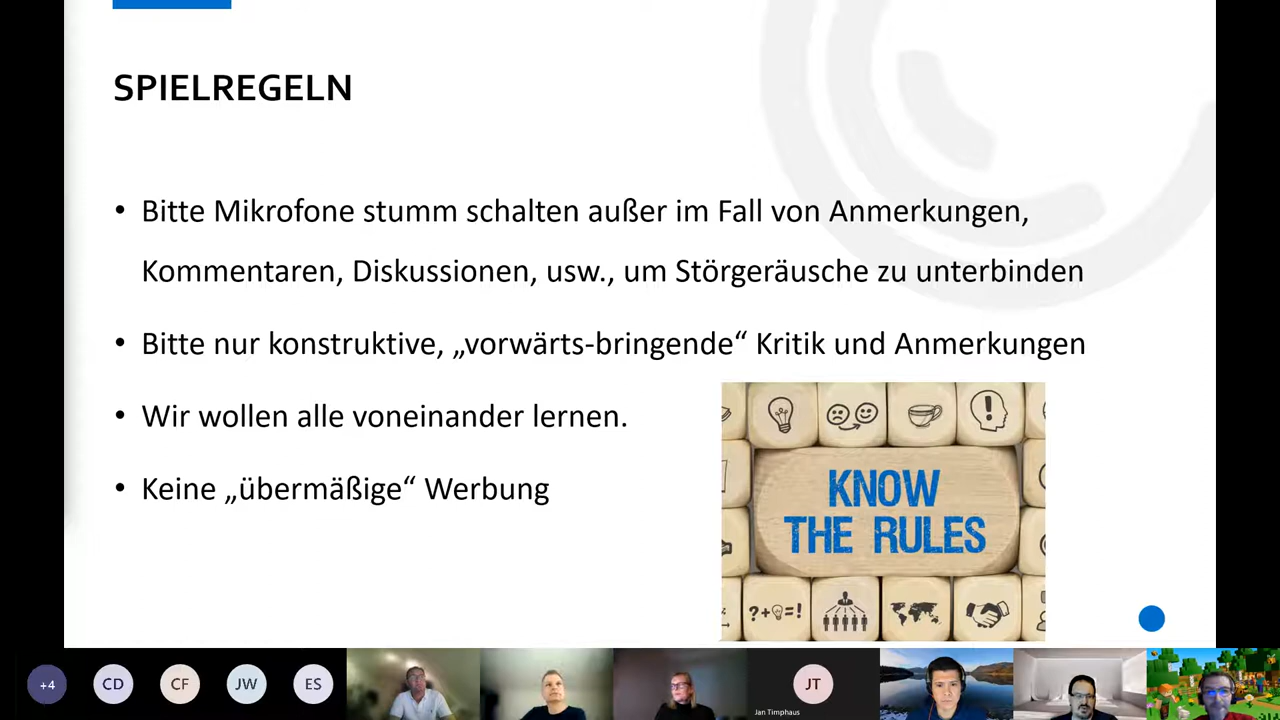 SPIELREGELN
• Bitte Mikrofone stumm schalten außer im Fall von Anmerkungen,
Kommentaren, Diskussionen, usw., um Störgeräusche zu unterbinden
• Bitte nur konstruktive, „vorwärts-bringende“ Kritik und Anmerkungen
• Wir wollen alle voneinander lernen.
• Keine „übermäßige“ Werbung
KNOW
THE RULES
?+ =!
+4
CD
CF
JW
ES
JT
Jan Timphaus